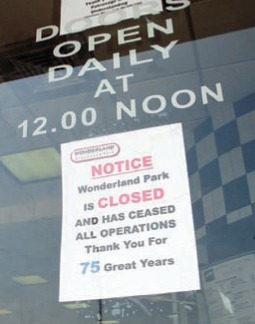 DOORS
OPEN
DAILY
AT
12.00 NOON
WONDERLAND
NOTICE
Wonderland Park
IS CLOSED
AND HAS CEASED
ALL OPERATIONS
Thank You For
75 Great Years